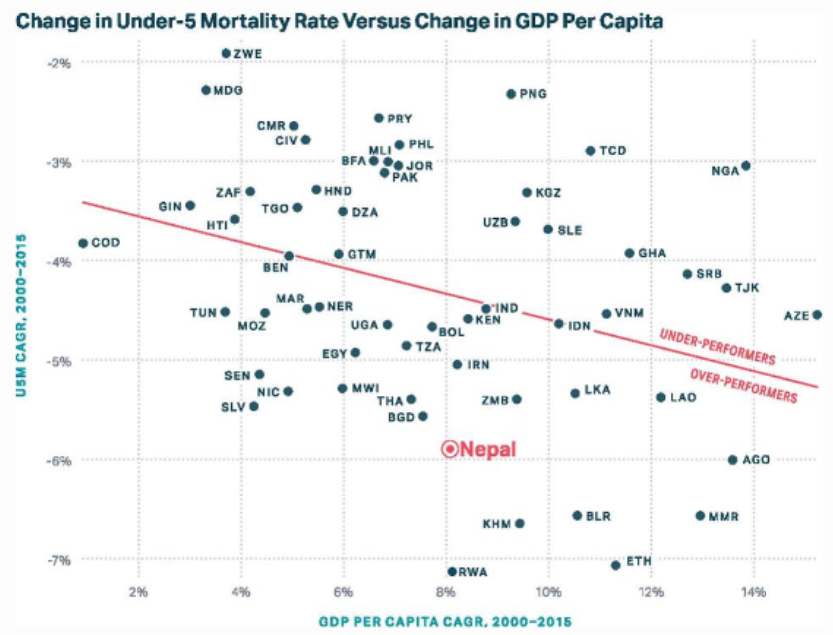 Change in Under-5 Mortality Rate Versus Change in GDP Per Capita
-2%
ZWE
MDG
PNG
CMR
PRY
CIV
PHL
MLI
TCD
-3%
BFA
JOR
NGA
PAK
ZAF
HND
KGZ
GIN
TGO
DZA
HTI
UZB
SLE
COD
GTM
GHA
-4%
BEN
SRB
TJK
MAR
NER
IND
TUN
MOZ
KEN
VNM
AZE
UGA
BOL
IDN
UNDER-PERFORMERS
TZA
EGY
-5%
IRN
OVER-PERFORMERS
SEN
NIC
MWI
LKA
THA
ZMB
LAO
SLV
BGD
Nepal
-6%
AGO
KHM
BLR
MMR
-7%
ETH
RWA
2%
4%
6%
8%
10%
12%
14%
U5M CAGR, 2000–2015
GDP PER CAPITA CAGR, 2000–2015